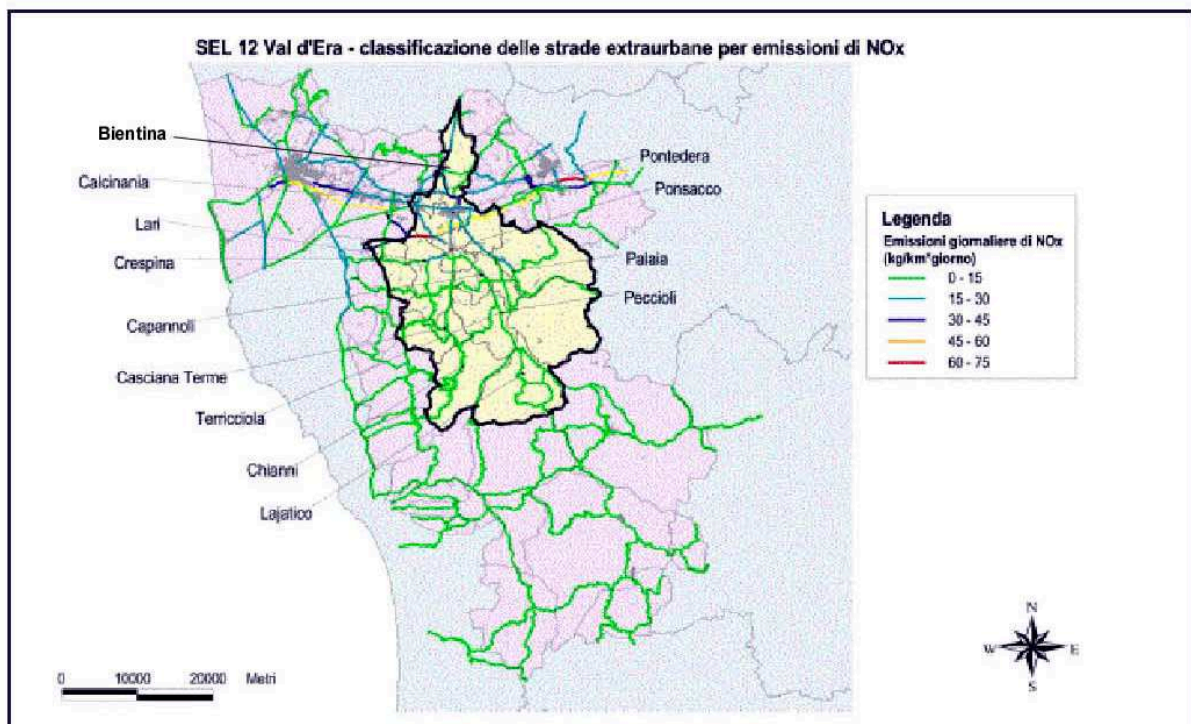 SEL 12 Val d'Era - classificazione delle strade extraurbane per emissioni di NOx
Bientina
Calcinania
Lari
Crespina
Capannoli
Casciana Terme
Terricciola
Chianni
Lajatico
Pontedera
Ponsacco
Palaia
Peccioli
Legenda
Emissioni giornaliere di NOx
(kg/km*giorno)
0 - 15
15 - 30
30 - 45
45 - 60
60 - 75
0 10000 20000 Metri
N
W E
S